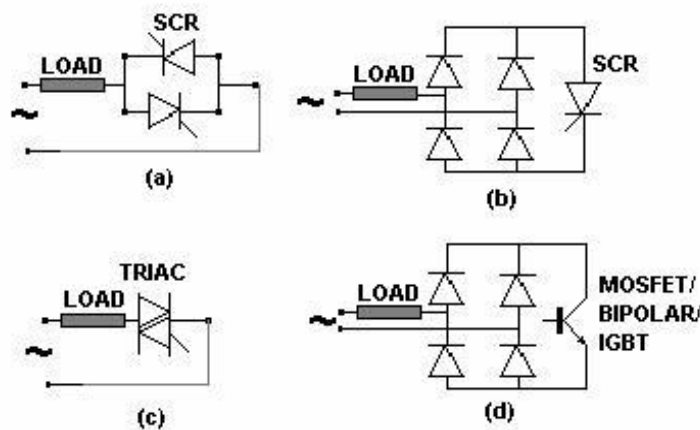 SCR
LOAD
(a)
SCR
LOAD
(b)
TRIAC
LOAD
(c)
LOAD
MOSFET/
BIPOLAR/
IGBT
(d)